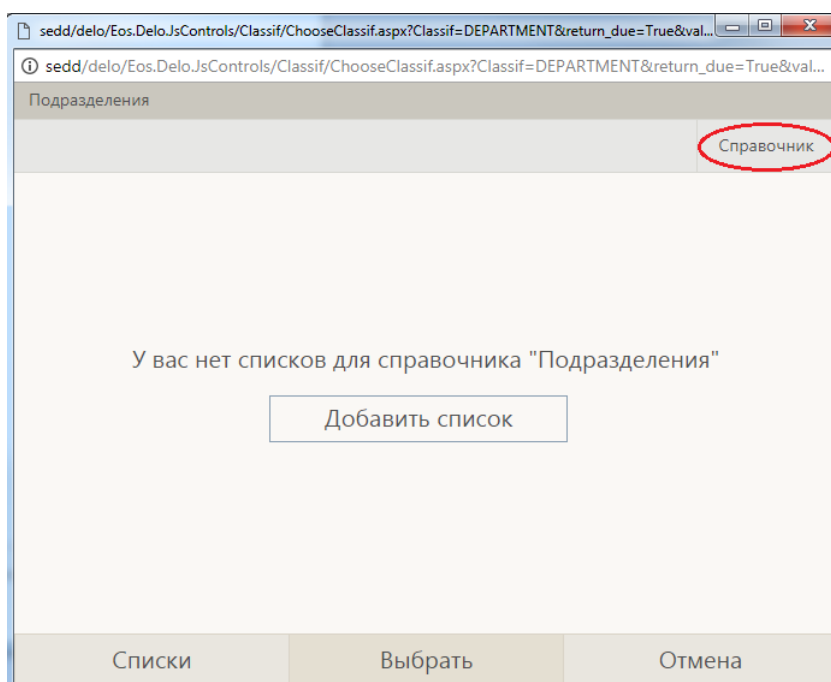 sedd/delo/Eos.Delo.JsControls/Classif/ChooseClassif.aspx?Classif=DEPARTMENT&return_due=True&val...
sedd/delo/Eos.Delo.JsControls/Classif/ChooseClassif.aspx?Classif=DEPARTMENT&return_due=True&val...
Подразделения
Справочник
У вас нет списков для справочника "Подразделения"
Добавить список
Списки Выбрать Отмена